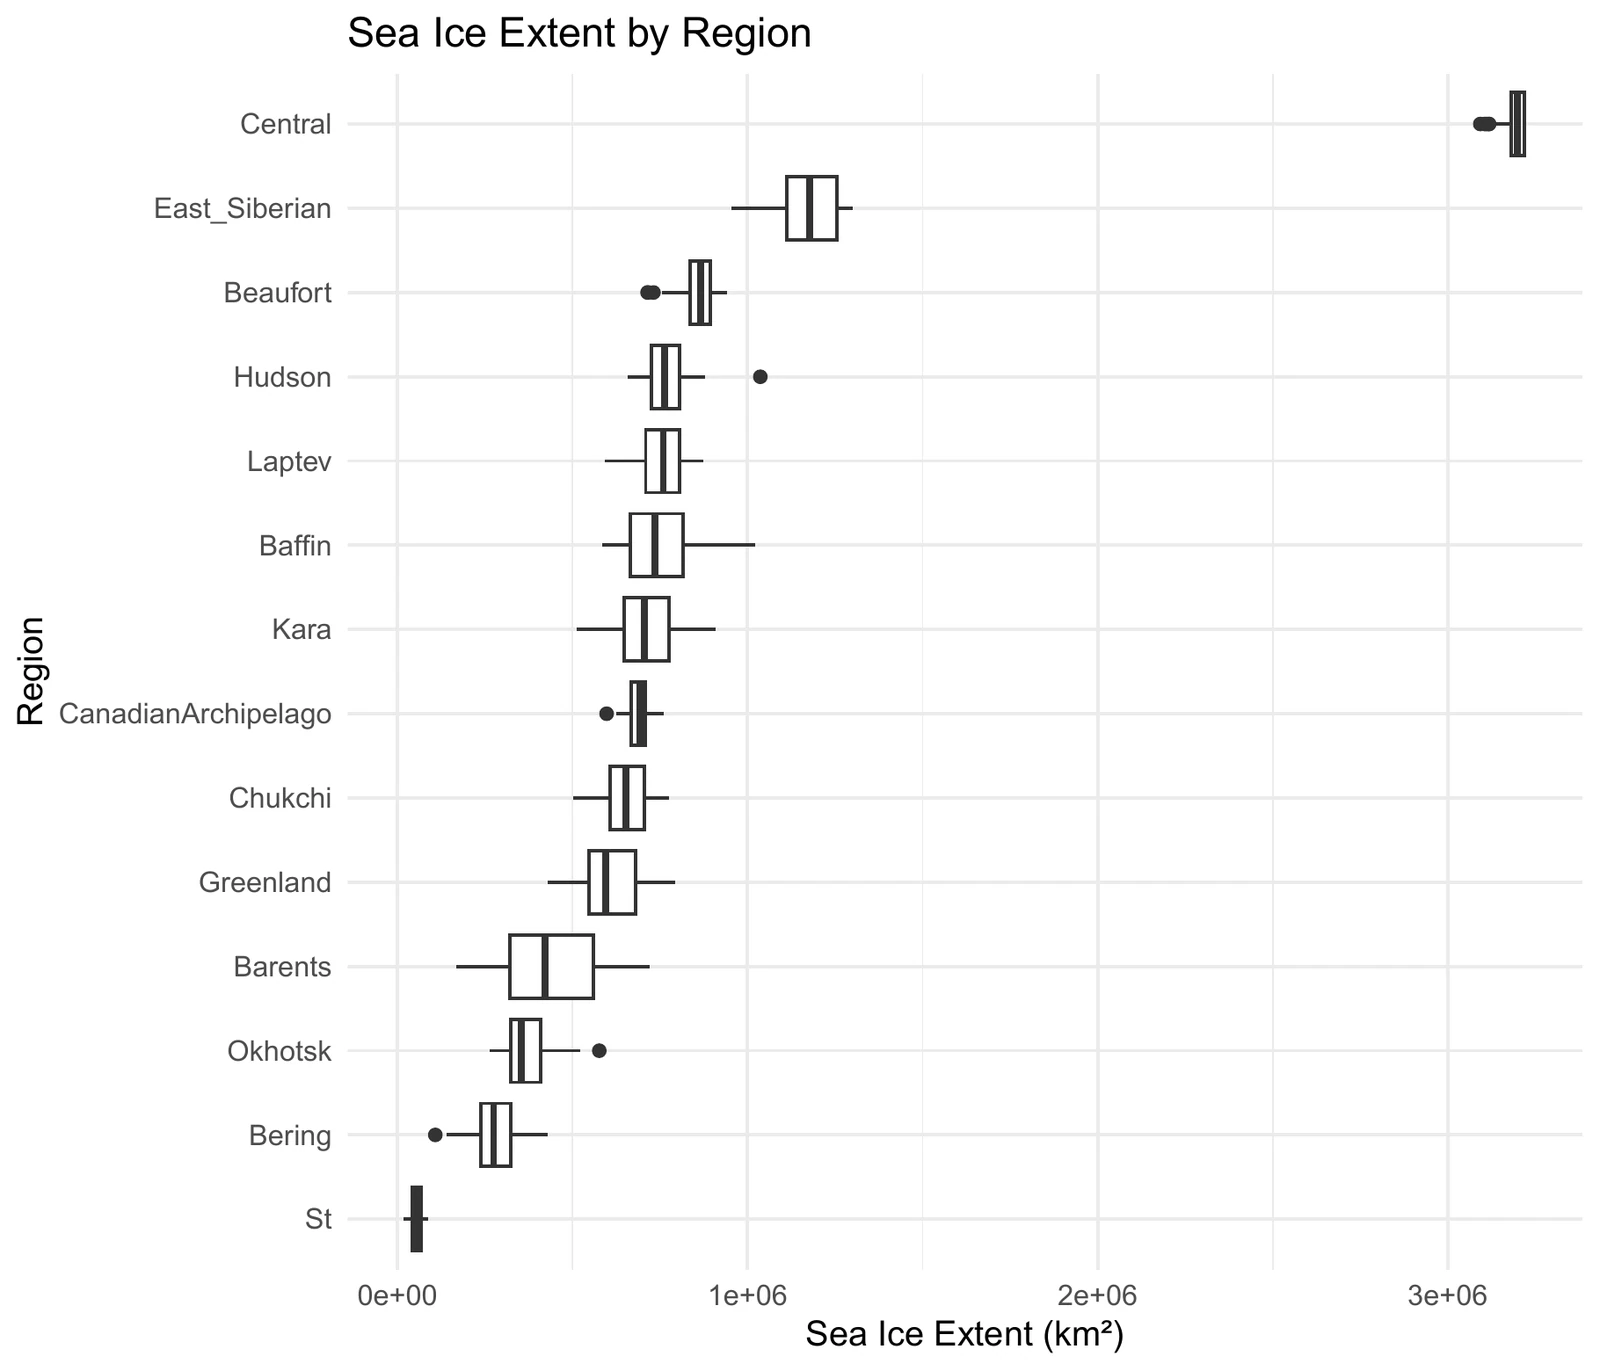 Sea Ice Extent by Region
Central
East_Siberian
Beaufort
Hudson
Laptev
Baffin
Kara
CanadianArchipelago
Chukchi
Greenland
Barents
Okhotsk
Bering
St
Region
0e+00 1e+06 2e+06 3e+06
Sea Ice Extent (km²)